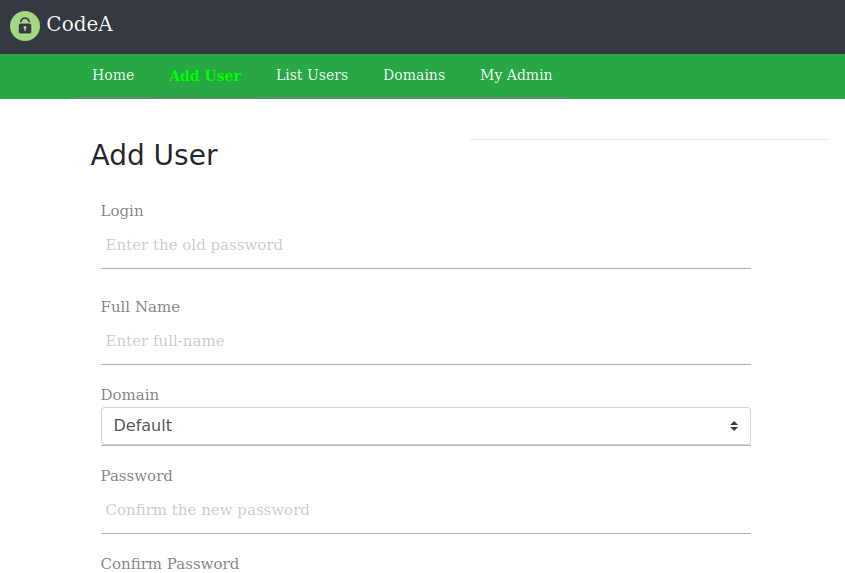 CodeA
Home Add User List Users Domains My Admin
Add User
Login
Enter the old password
Full Name
Enter full-name
Domain
Default
Password
Confirm the new password
Confirm Password